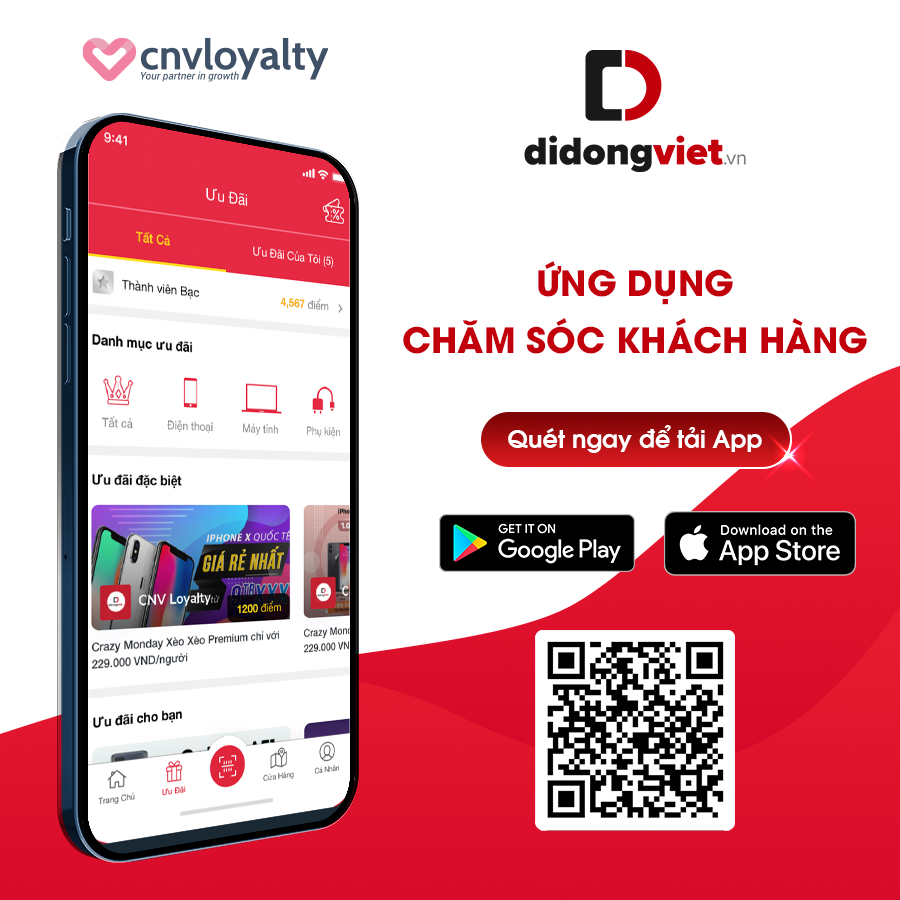 cnvloyalty
Your partner in growth
didongviet.vn
9:41
Ưu Đãi
Tất Cả
Ưu Đãi Của Tôi (5)
Thành viên Bạc
4,567 điểm
Danh mục ưu đãi
Tất cả
Điện thoại
Máy tính
Phụ kiện
Ưu đãi đặc biệt
IPHONE X QUỐC TẾ
GIÁ RẺ NHẤT
didongviet
CNV Loyalty
từ
1200 điểm
Crazy Monday Xèo Xèo Premium chỉ với
229.000 VND/người
Crazy Mon
229.000 VN
Ưu đãi cho bạn
Trang Chủ
Ưu Đãi
Cửa Hàng
Cá Nhân
ỨNG DỤNG
CHĂM SÓC KHÁCH HÀNG
Quét ngay để tải App
GET IT ON
Google Play
Download on the
App Store